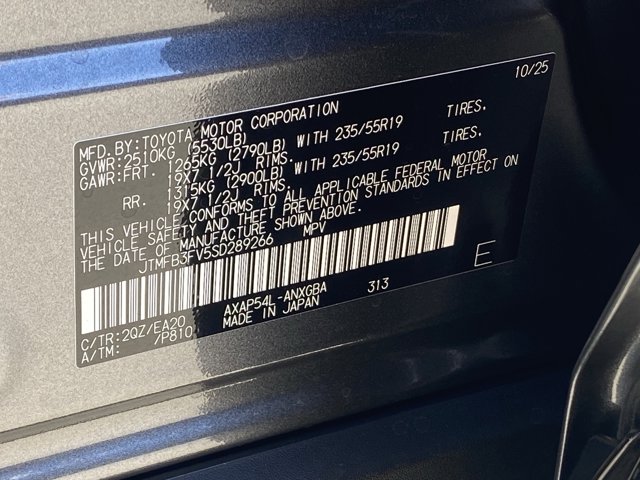 10/25
MFD. BY: TOYOTA MOTOR CORPORATION
GVWR: 2510KG (5530LB)
GAWR: FRT. 1265KG (2790LB) WITH 235/55R19 TIRES.
19X7 1/2J RIMS.
RR. 1315KG (2900LB) WITH 235/55R19 TIRES.
19X7 1/2J RIMS.
THIS VEHICLE CONFORMS TO ALL APPLICABLE FEDERAL MOTOR
VEHICLE SAFETY AND THEFT PREVENTION STANDARDS IN EFFECT ON
THE DATE OF MANUFACTURE SHOWN ABOVE.
JTMFB3FV5SD289266 MPV
E
C/TR: 2QZ/EA20 AXAP54L-ANXGBA 313
A/TM: /P810 MADE IN JAPAN